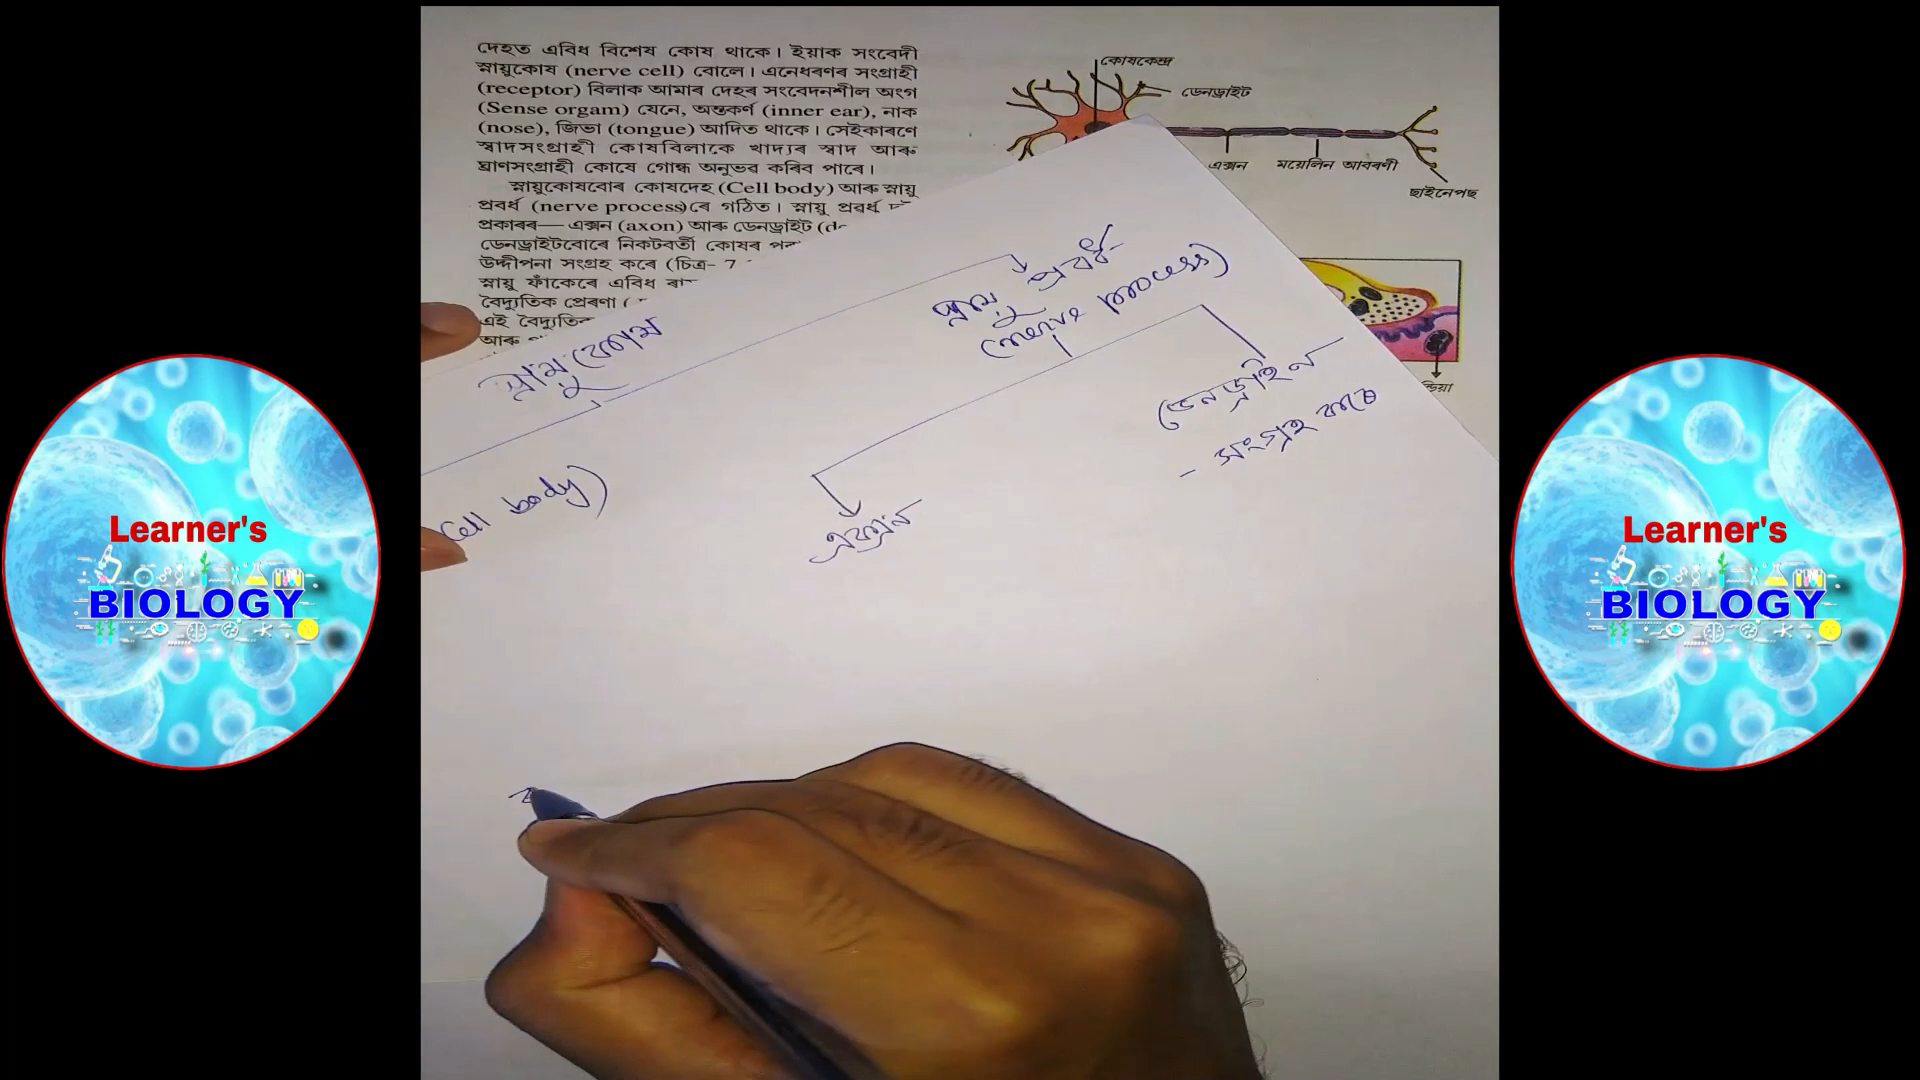 দেহত এবিধ বিশেষ কোষ থাকে। ইয়াক সংবেদী
স্নায়ুকোষ (nerve cell) বোলে। এনেধৰণৰ সংগ্ৰাহী
(receptor) বিলাক আমাৰ দেহৰ সংবেদনশীল অংগ
(Sense orgam) যেনে, অন্তকৰ্ণ (inner ear), নাক
(nose), জিভা (tongue) আদিত থাকে। সেইকাৰণে
স্বাদসংগ্ৰাহী কোষবিলাকে খাদ্যৰ স্বাদ আৰু
ঘ্ৰাণসংগ্ৰাহী কোষে গোন্ধ অনুভৱ কৰিব পাৰে।
স্নায়ুকোষবোৰ কোষদেহ (Cell body) আৰু স্নায়ু
প্ৰবৰ্ধ (nerve process)ৰে গঠিত। স্নায়ু প্ৰৱৰ্ধ
প্ৰকাৰৰ— এক্সন (axon) আৰু ডেনড্ৰাইট
ডেনড্ৰাইটবোৰে নিকটবৰ্তী কোষৰ
উদ্দীপনা সংগ্ৰহ কৰে (চিত্ৰ- 7
স্নায়ু ফাঁকেৰে এবিধ
বৈদ্যুতিক প্ৰেৰণা (
এই বৈদ্যুতিক
আৰু
কোষকেন্দ্ৰ
ডেনড্ৰাইট
এক্সন
ময়েলিন আবৰণী
ছাইনেপছ
স্নায়ুকোষ
স্নায়ু প্ৰবৰ্ধ
(nerve process)
Cell body)
এক্সন
ডেনড্ৰাইন
- সংগ্ৰহ কৰে
Learner's
BIOLOGY
Learner's
BIOLOGY